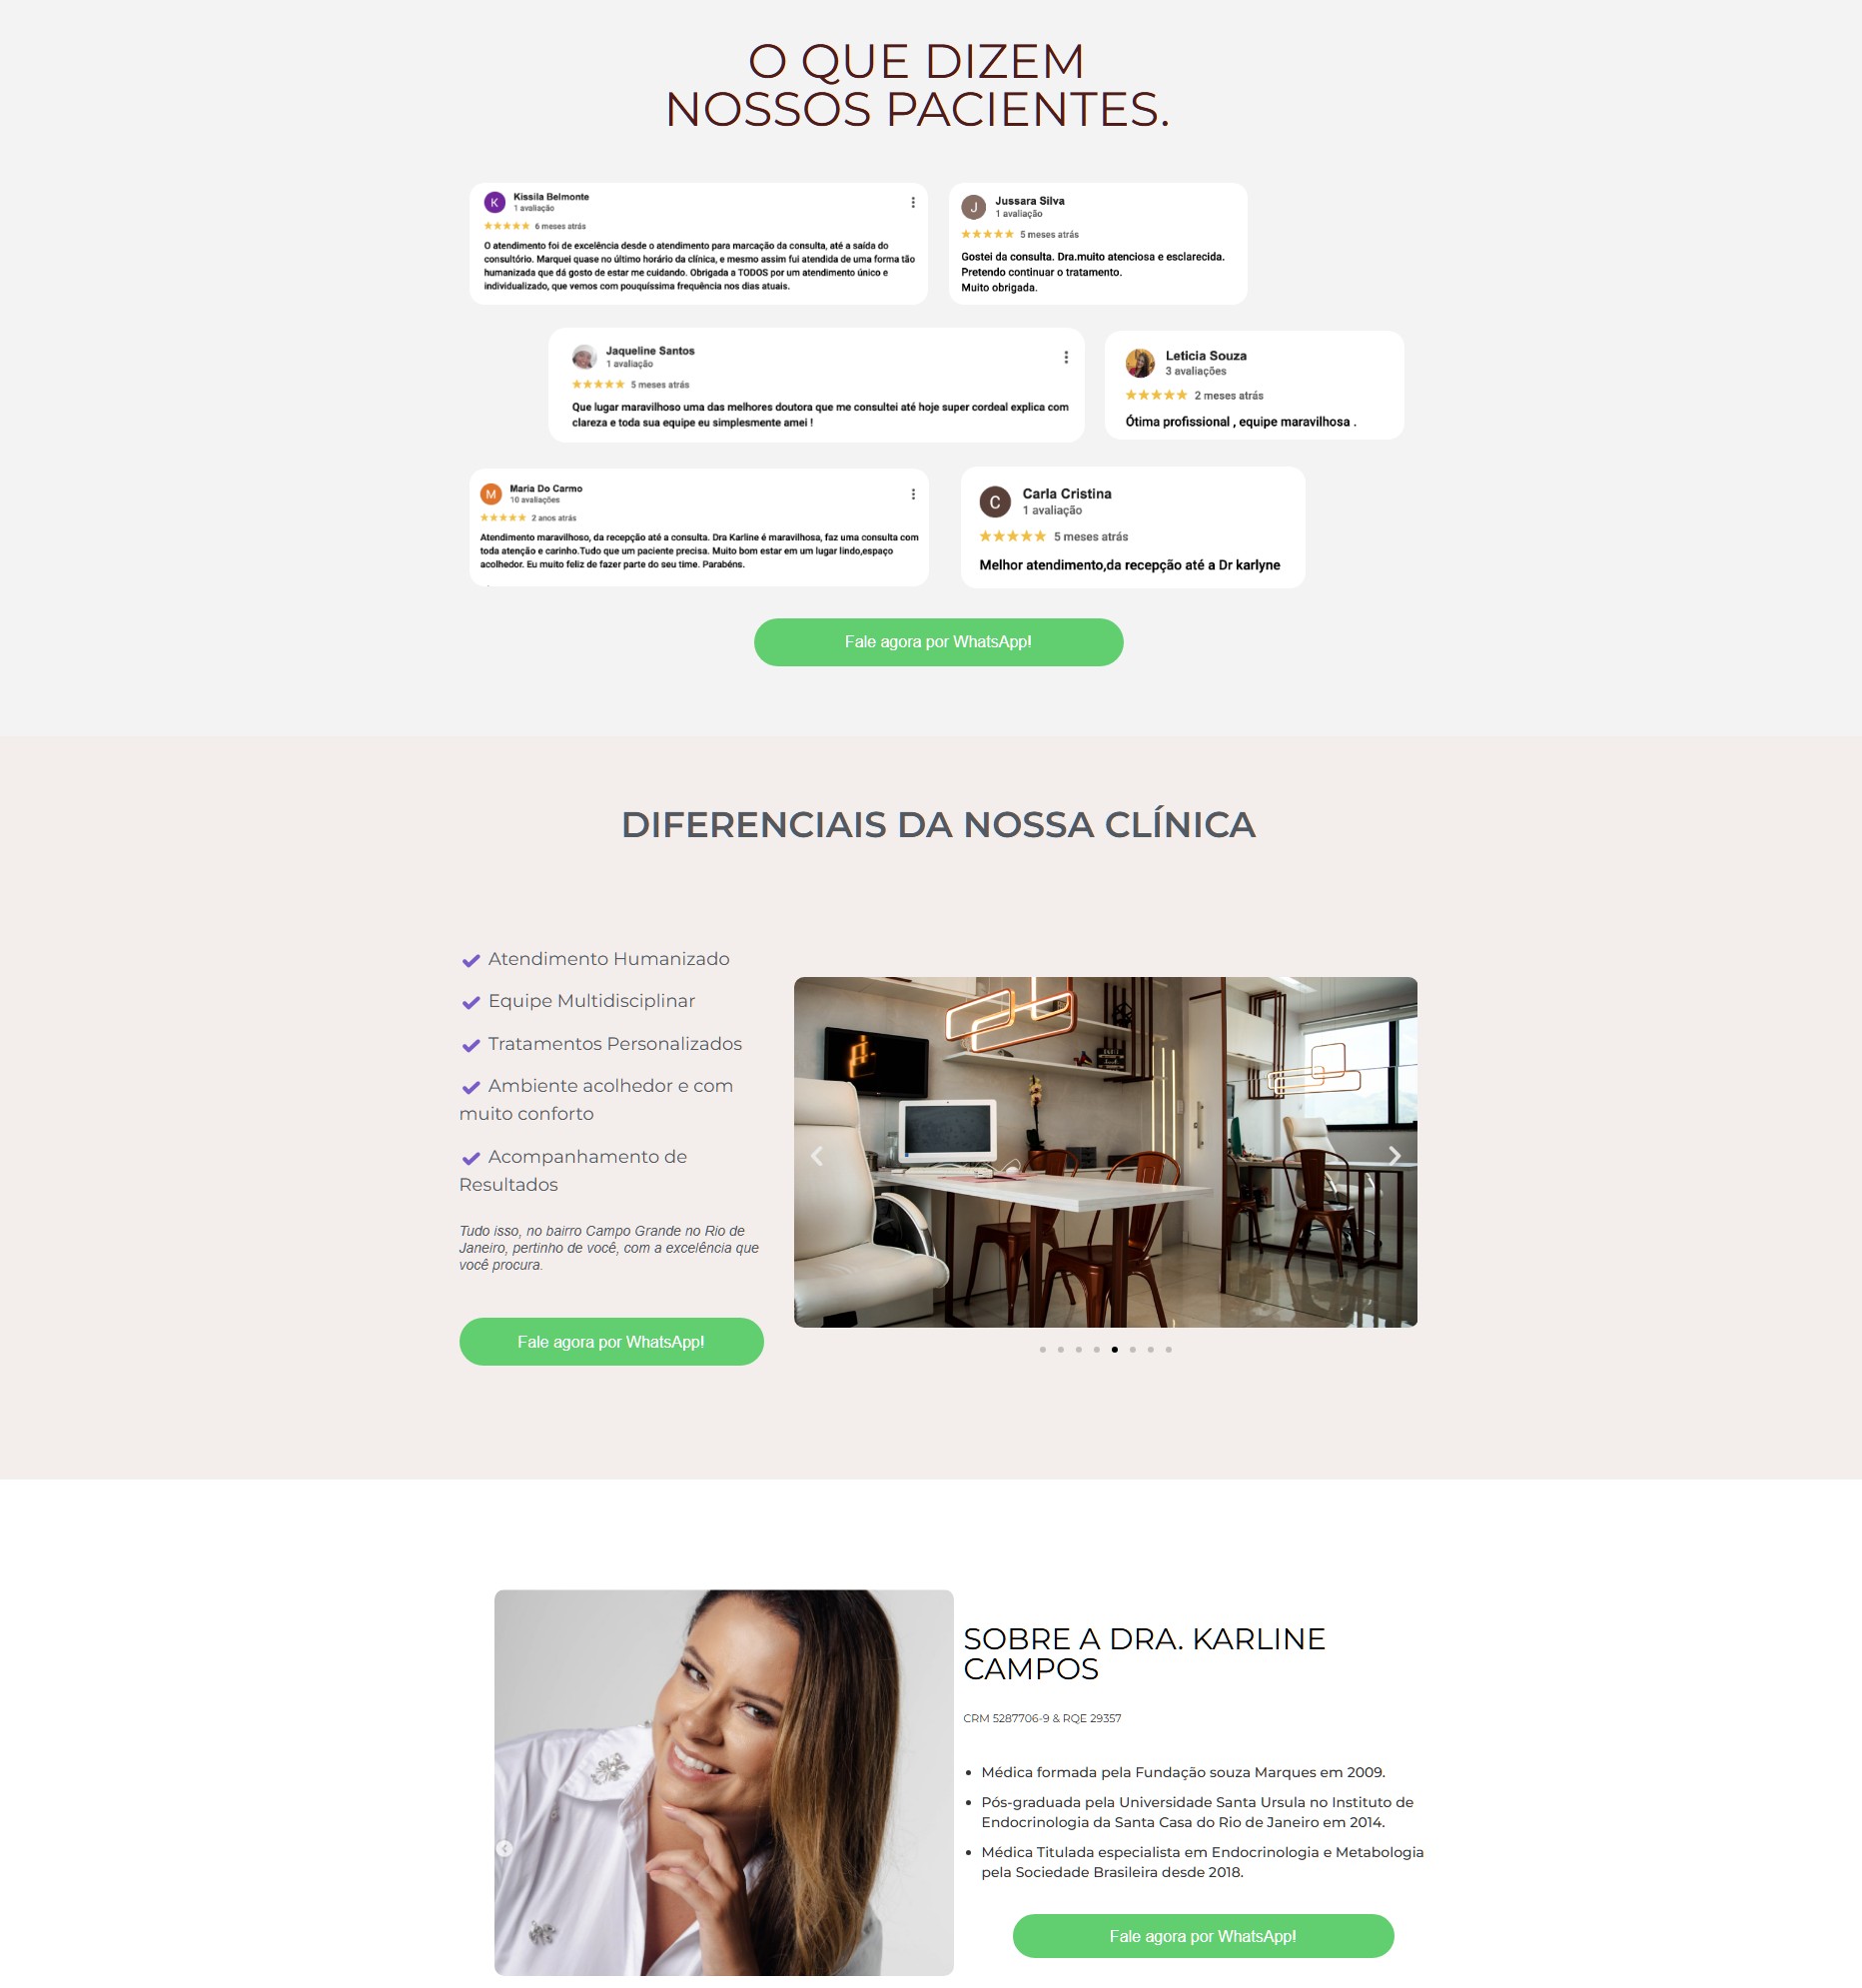 O QUE DIZEM
NOSSOS PACIENTES.
K
Kissila Belmonte
1 avaliação
6 meses atrás
O atendimento foi de excelência desde o atendimento para marcação da consulta, até a saída do
consultório. Marquei quase no último horário da clínica, e mesmo assim fui atendida de uma forma tão
humanizada que dá gosto de estar me cuidando. Obrigada a TODOS por um atendimento único e
individualizado, que vemos com pouquíssima frequência nos dias atuais.
J
Jussara Silva
1 avaliação
5 meses atrás
Gostei da consulta. Dra.muito atenciosa e esclarecida.
Pretendo continuar o tratamento.
Muito obrigada.
Jaqueline Santos
1 avaliação
5 meses atrás
Que lugar maravilhoso uma das melhores doutora que me consultei até hoje super cordeal explica com
clareza e toda sua equipe eu simplesmente amei !
Leticia Souza
3 avaliações
2 meses atrás
Ótima profissional , equipe maravilhosa .
M
Maria Do Carmo
10 avaliações
2 anos atrás
Atendimento maravilhoso, da recepção até a consulta. Dra Karline é maravilhosa, faz uma consulta com
toda atenção e carinho.Tudo que um paciente precisa. Muito bom estar em um lugar lindo,espaço
acolhedor. Eu muito feliz de fazer parte do seu time. Parabéns.
C
Carla Cristina
1 avaliação
5 meses atrás
Melhor atendimento,da recepção até a Dr karlyne
Fale agora por WhatsApp!
DIFERENCIAIS DA NOSSA CLÍNICA
Atendimento Humanizado
Equipe Multidisciplinar
Tratamentos Personalizados
Ambiente acolhedor e com
muito conforto
Acompanhamento de
Resultados
Tudo isso, no bairro Campo Grande no Rio de
Janeiro, pertinho de você, com a excelência que
você procura.
Fale agora por WhatsApp!
SOBRE A DRA. KARLINE
CAMPOS
CRM 5287706-9 & RQE 29357
Médica formada pela Fundação souza Marques em 2009.
Pós-graduada pela Universidade Santa Ursula no Instituto de
Endocrinologia da Santa Casa do Rio de Janeiro em 2014.
Médica Titulada especialista em Endocrinologia e Metabologia
pela Sociedade Brasileira desde 2018.
Fale agora por WhatsApp!